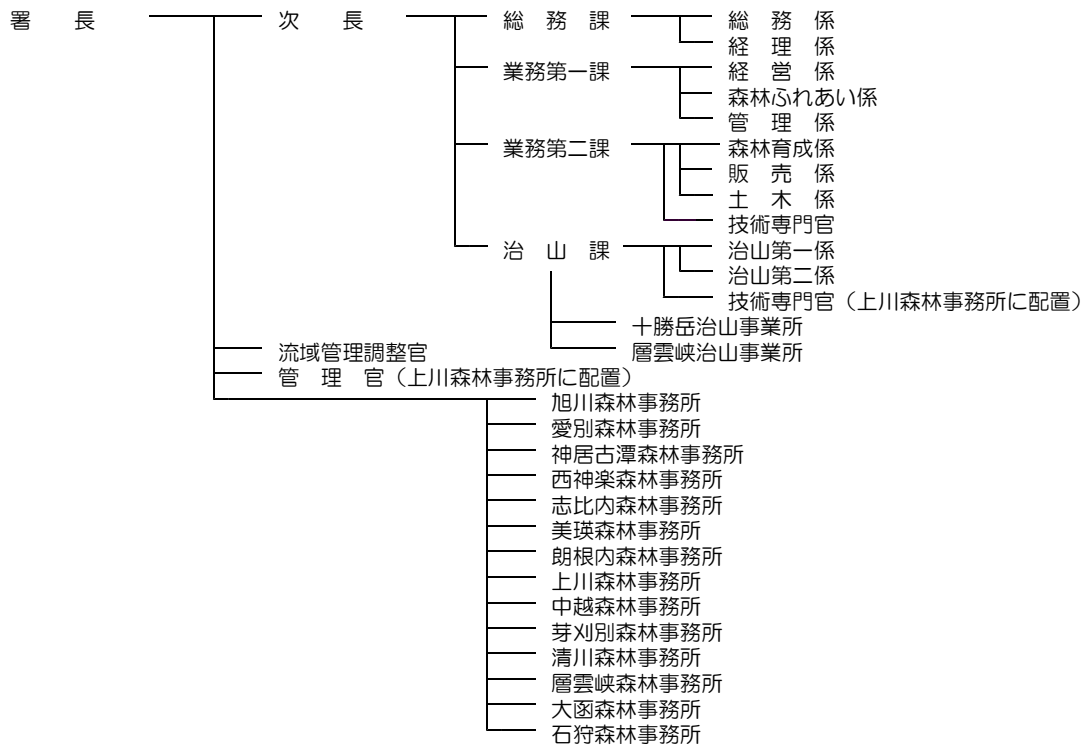 署　長　次　長　総　務　課　総　務　係
経　理　係
業務第一課　経　営　係
森林ふれあい係
管　理　係
業務第二課　森林育成係
販　売　係
土　木　係
技術専門官
治　山　課　治山第一係
治山第二係
技術専門官（上川森林事務所に配置）
十勝岳治山事業所
流域管理調整官　層雲峡治山事業所
管　理　官（上川森林事務所に配置）
旭川森林事務所
愛別森林事務所
神居古潭森林事務所
西神楽森林事務所
志比内森林事務所
美瑛森林事務所
朗根内森林事務所
上川森林事務所
中越森林事務所
芽刈別森林事務所
清川森林事務所
層雲峡森林事務所
大函森林事務所
石狩森林事務所